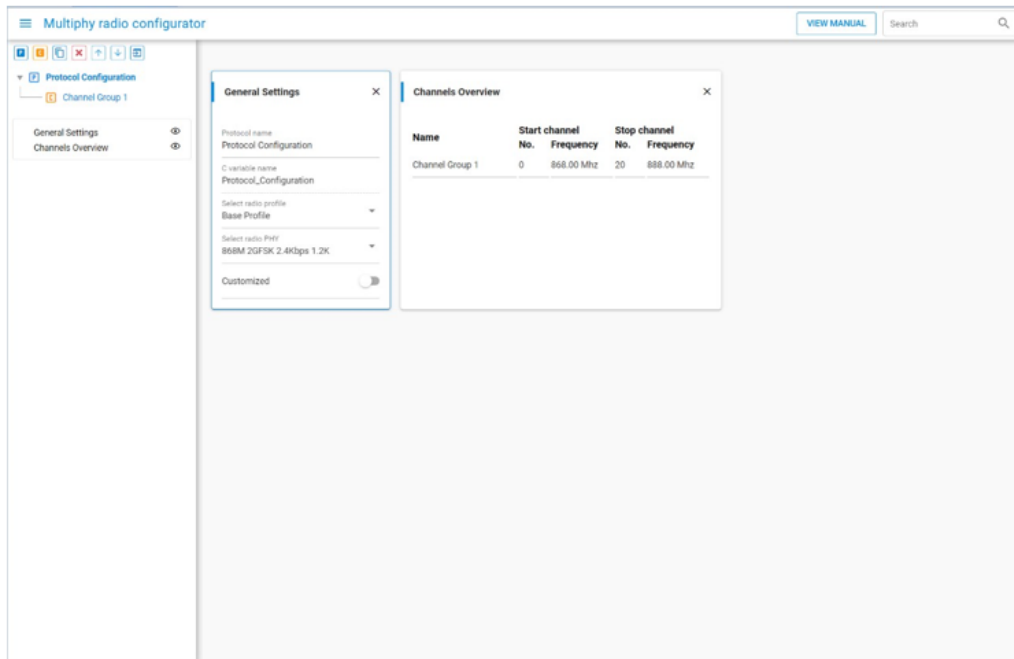 Multiphy radio configurator
VIEW MANUAL
Search
P C
P Protocol Configuration
C Channel Group 1
General Settings
Channels Overview
General Settings
Protocol name
Protocol Configuration
C variable name
Protocol_Configuration
Select radio profile
Base Profile
Select radio PHY
868M 2GFSK 2.4Kbps 1.2K
Customized
Channels Overview
Name Start channel Stop channel
No. Frequency No. Frequency
Channel Group 1 0 868.00 Mhz 20 888.00 Mhz